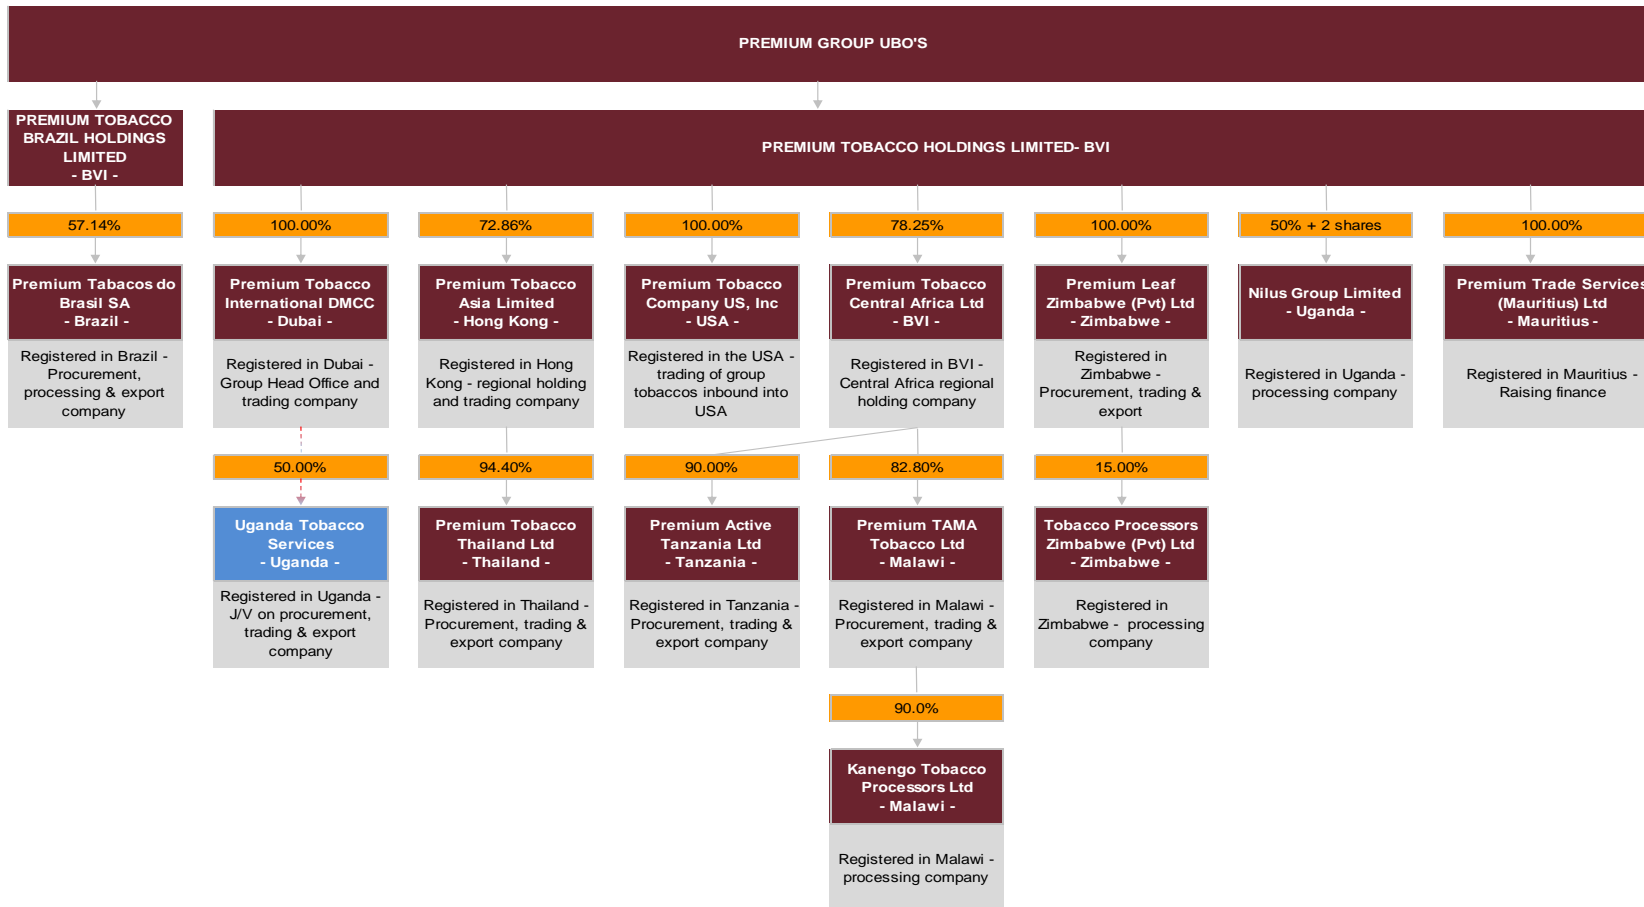 PREMIUM GROUP UBO'S
PREMIUM TOBACCO
BRAZIL HOLDINGS
LIMITED
- BVI -
PREMIUM TOBACCO HOLDINGS LIMITED- BVI
57.14%
100.00%
72.86%
100.00%
78.25%
100.00%
50% + 2 shares
100.00%
Premium Tabacos do
Brasil SA
- Brazil -
Premium Tobacco
International DMCC
- Dubai -
Premium Tobacco
Asia Limited
- Hong Kong -
Premium Tobacco
Company US, Inc
- USA -
Premium Tobacco
Central Africa Ltd
- BVI -
Premium Leaf
Zimbabwe (Pvt) Ltd
- Zimbabwe -
Nilus Group Limited
- Uganda -
Premium Trade Services
(Mauritius) Ltd
- Mauritius -
Registered in Brazil -
Procurement,
processing & export
company
Registered in Dubai -
Group Head Office and
trading company
Registered in Hong
Kong - regional holding
and trading company
Registered in the USA -
trading of group
tobaccos inbound into
USA
Registered in BVI -
Central Africa regional
holding company
Registered in
Zimbabwe -
Procurement, trading &
export
Registered in Uganda -
processing company
Registered in Mauritius -
Raising finance
50.00%
94.40%
90.00%
82.80%
15.00%
Uganda Tobacco
Services
- Uganda -
Premium Tobacco
Thailand Ltd
- Thailand -
Premium Active
Tanzania Ltd
- Tanzania -
Premium TAMA
Tobacco Ltd
- Malawi -
Tobacco Processors
Zimbabwe (Pvt) Ltd
- Zimbabwe -
Registered in Uganda -
J/V on procurement,
trading & export
company
Registered in Thailand -
Procurement, trading &
export company
Registered in Tanzania -
Procurement, trading &
export company
Registered in Malawi -
Procurement, trading &
export company
Registered in
Zimbabwe - processing
company
90.0%
Kanengo Tobacco
Processors Ltd
- Malawi -
Registered in Malawi -
processing company